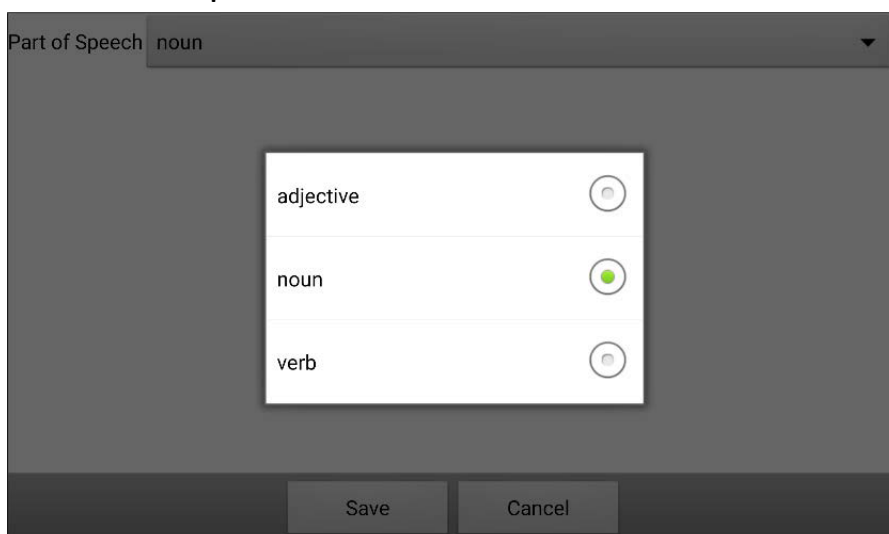 Part of Speech noun
adjective
noun
verb
Save Cancel